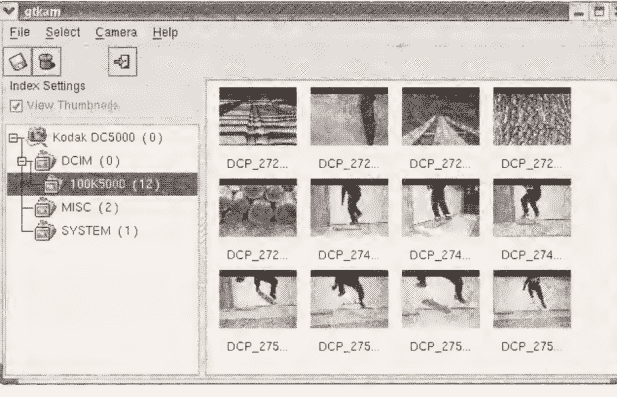 gtkam
File Select Camera Help
Index Settings
View Thumbnails
Kodak DC5000 (0)
DCIM (0)
100K5000 (12)
MISC (2)
SYSTEM (1)
DCP_272... DCP_272... DCP_272... DCP_272...
DCP_272... DCP_274... DCP_274... DCP_274...
DCP_275... DCP_275... DCP_275... DCP_275...